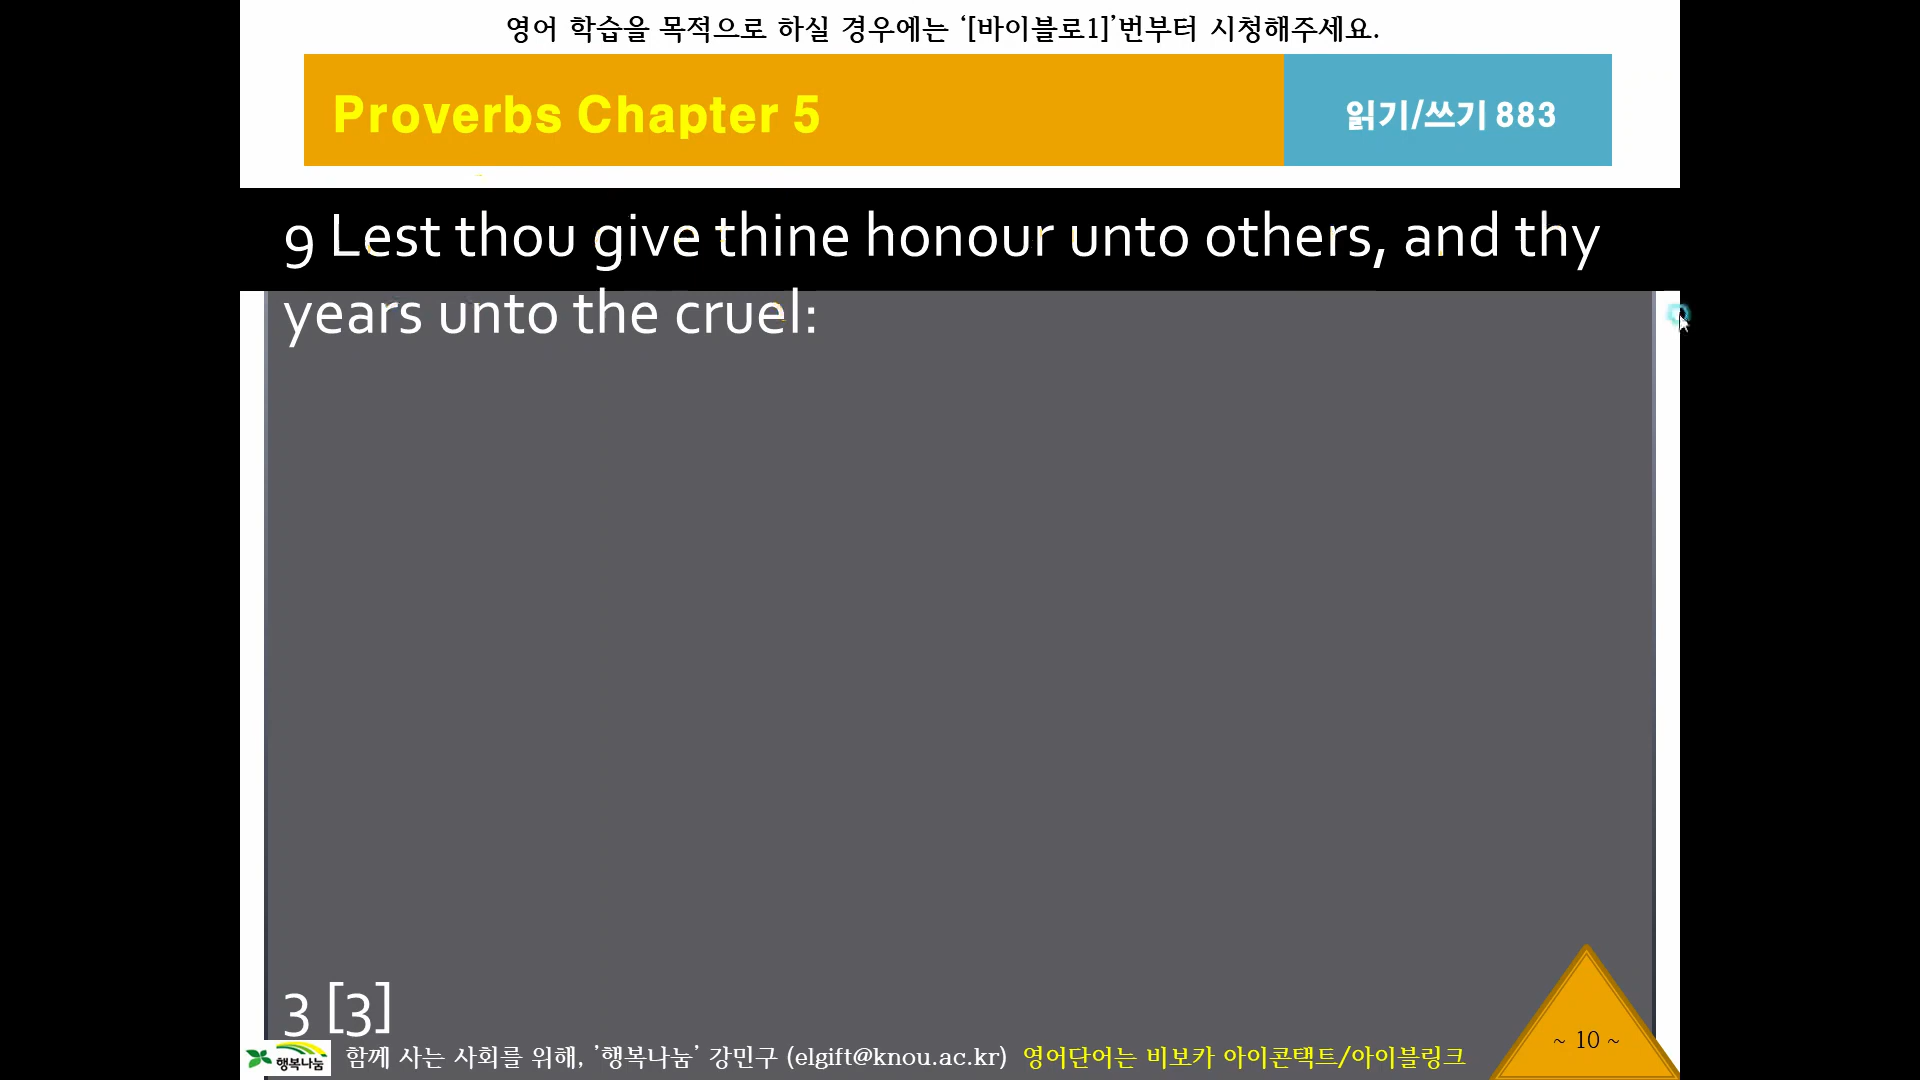 영어 학습을 목적으로 하실 경우에는 ‘[바이블로1]’번부터 시청해주세요.
Proverbs Chapter 5
읽기/쓰기 883
9 Lest thou give thine honour unto others, and thy
years unto the cruel:
3 [3]
~ 10 ~
행복나눔
함께 사는 사회를 위해, ’행복나눔’ 강민구 (elgift@knou.ac.kr) 영어단어는 비보카 아이콘택트/아이블링크